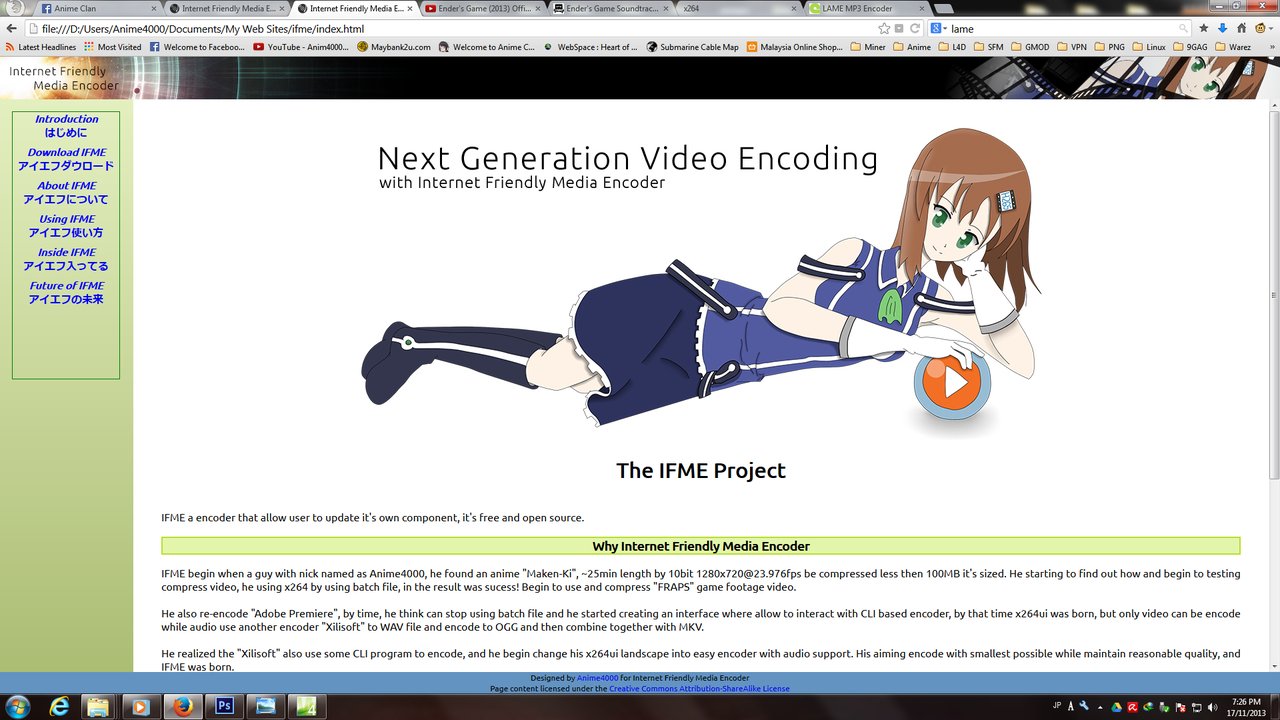 Anime Clan
Internet Friendly Media E...
Internet Friendly Media E...
Ender's Game (2013) Offi...
Ender's Game Soundtrac...
x264
LAME MP3 Encoder
file:///D:/Users/Anime4000/Documents/My Web Sites/ifme/index.html
lame
Latest Headlines
Most Visited
Welcome to Faceboo...
YouTube - Anim4000...
Maybank2u.com
Welcome to Anime C...
WebSpace : Heart of ...
Submarine Cable Map
Malaysia Online Shop...
Miner
Anime
L4D
SFM
GMOD
VPN
PNG
Linux
9GAG
Warez
»
Internet Friendly
Media Encoder
Introduction
はじめに
Download IFME
アイエフダウロード
About IFME
アイエフについて
Using IFME
アイエフ使い方
Inside IFME
アイエフ入ってる
Future of IFME
アイエフの未来
Next Generation Video Encoding
with Internet Friendly Media Encoder
The IFME Project
IFME a encoder that allow user to update it's own component, it's free and open source.
Why Internet Friendly Media Encoder
IFME begin when a guy with nick named as Anime4000, he found an anime "Maken-Ki", ~25min length by 10bit 1280x720@23.976fps be compressed less then 100MB it's sized. He starting to find out how and begin to testing
compress video, he using x264 by using batch file, in the result was sucess! Begin to use and compress "FRAPS" game footage video.
He also re-encode "Adobe Premiere", by time, he think can stop using batch file and he started creating an interface where allow to interact with CLI based encoder, by that time x264ui was born, but only video can be encode
while audio use another encoder "Xilisoft" to WAV file and encode to OGG and then combine together with MKV.
He realized the "Xilisoft" also use some CLI program to encode, and he begin change his x264ui landscape into easy encoder with audio support. His aiming encode with smallest possible while maintain reasonable quality, and
IFME was born.
Designed by Anime4000 for Internet Friendly Media Encoder
Page content licensed under the Creative Commons Attribution-ShareAlike License
Ps
JP
7:26 PM
17/11/2013